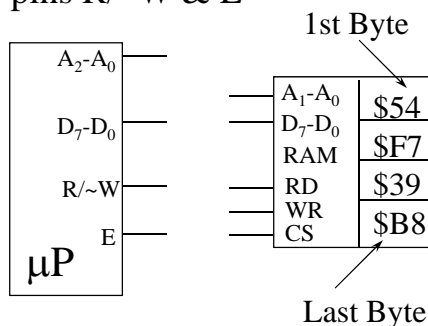 pins R/~W & E
1st Byte
A2-A0
D7-D0
R/~W
E
μP
A1-A0
D7-D0
RAM
RD
WR
CS
$54
$F7
$39
$B8
Last Byte